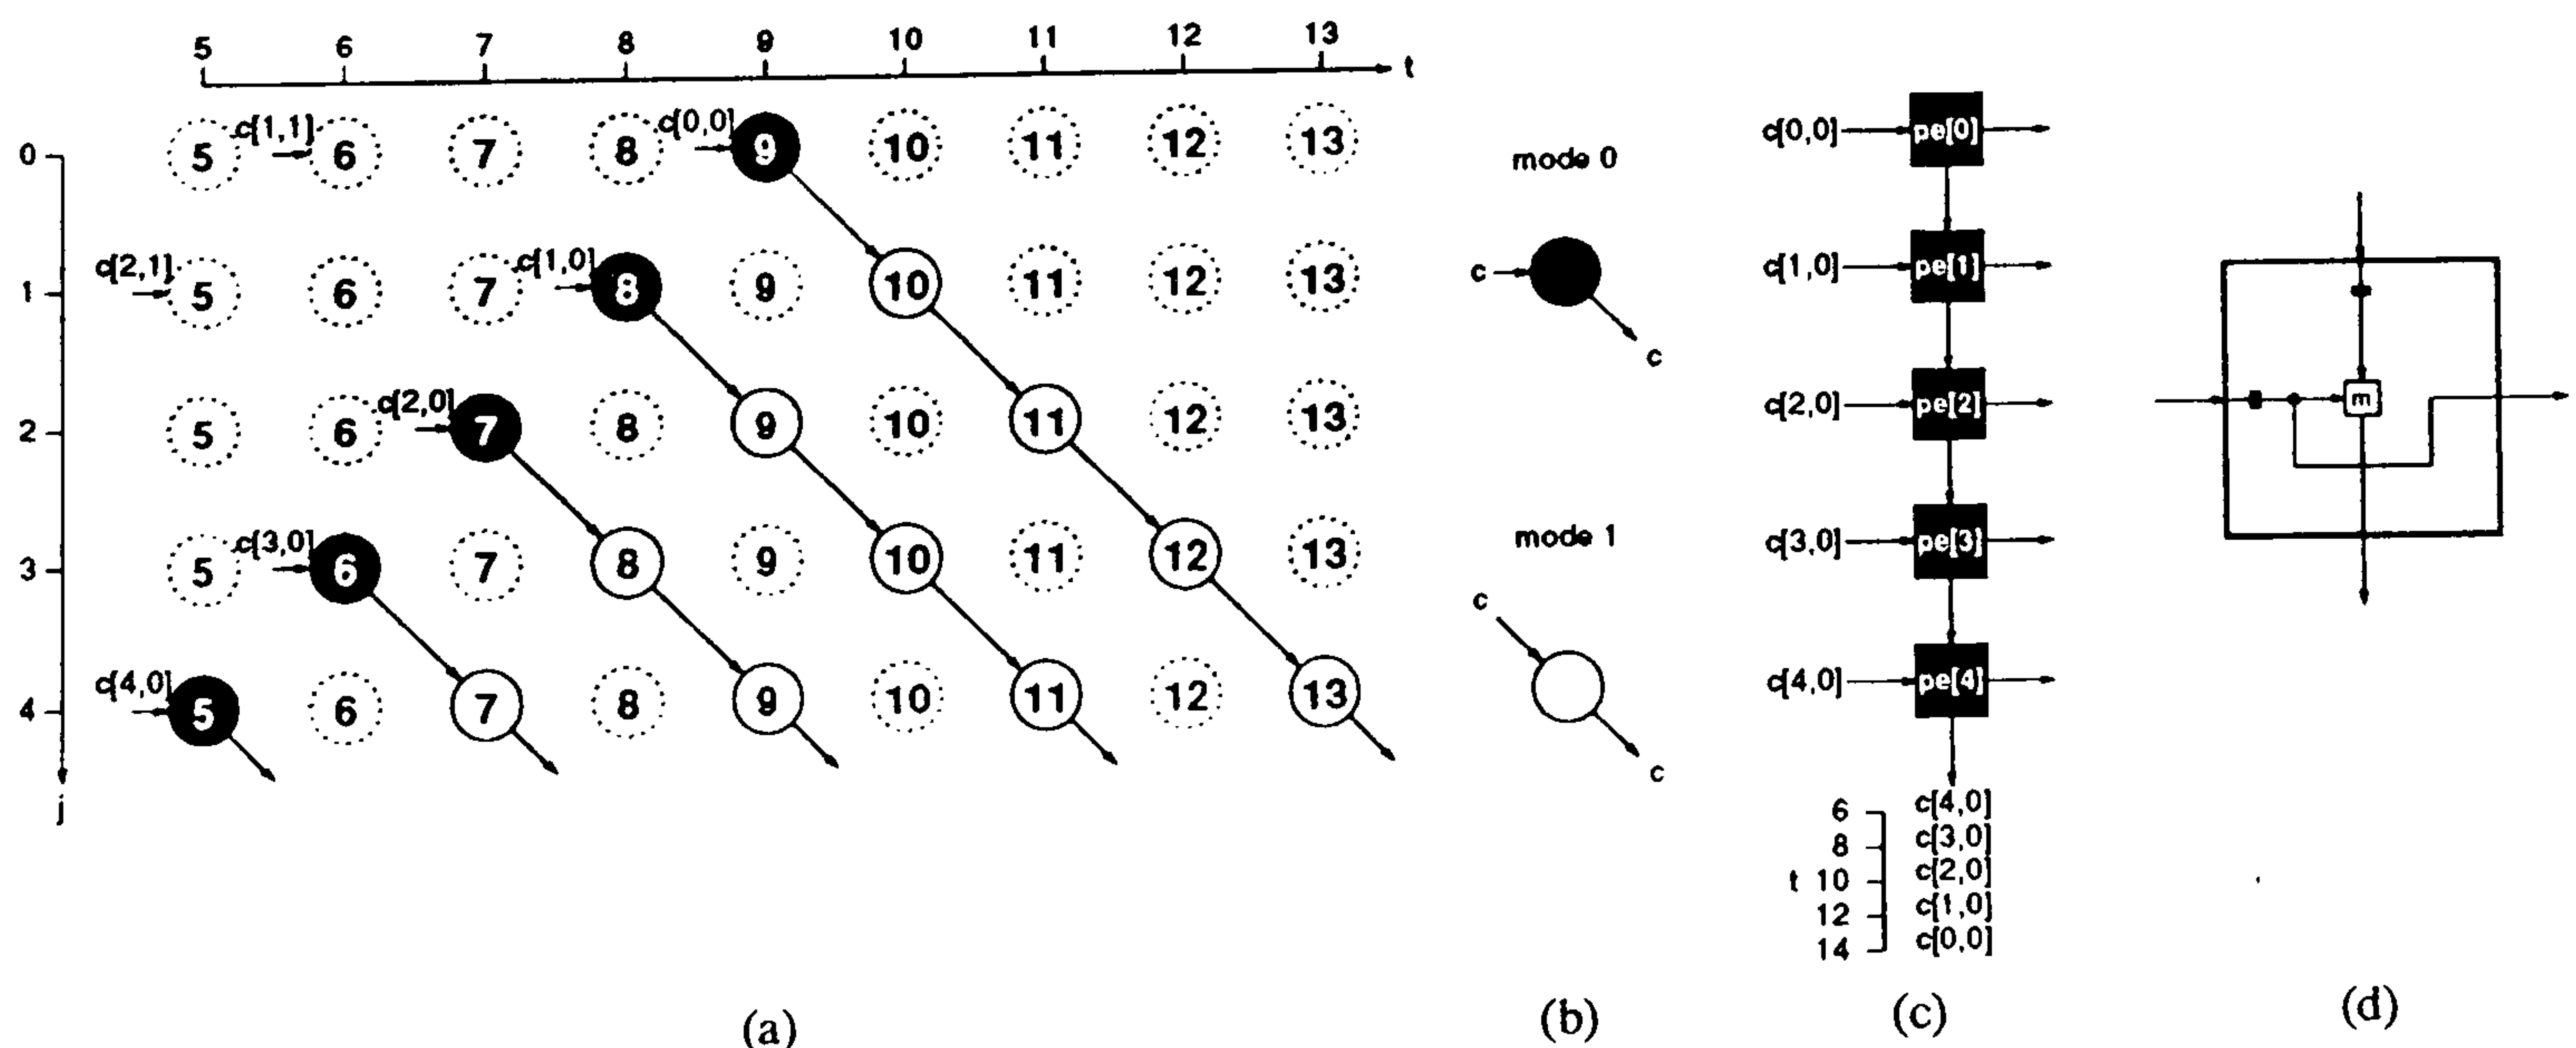 5 6 7 8 9 10 11 12 13 t
0 5 c[1,1] 6 7 8 c[0,0] 9 10 11 12 13
1 c[2,1] 5 6 7 c[1,0] 8 9 10 11 12 13
2 5 6 c[2,0] 7 8 9 10 11 12 13
3 5 c[3,0] 6 7 8 9 10 11 12 13
4 c[4,0] 5 6 7 8 9 10 11 12 13
j
(a)
mode 0
c
c
mode 1
c
c
(b)
c[0,0] pe[0]
c[1,0] pe[1]
c[2,0] pe[2]
c[3,0] pe[3]
c[4,0] pe[4]
6 c[4,0]
8 c[3,0]
t 10 c[2,0]
12 c[1,0]
14 c[0,0]
(c)
m
(d)